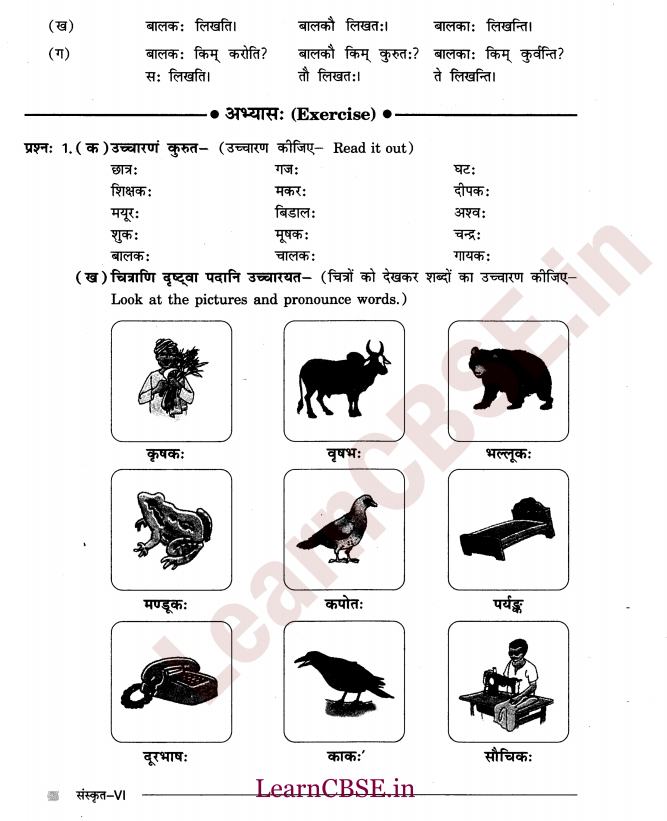 (ख) बालक: लिखति। बालकौ लिखत:। बालका: लिखन्ति।
(ग) बालक: किम् करोति? बालकौ किम् कुरुत:? बालका: किम् कुर्वन्ति?
स: लिखति। तौ लिखत:। ते लिखन्ति।
● अभ्यास: (Exercise) ●
प्रश्न: 1. ( क ) उच्चारणं कुरुत– (उच्चारण कीजिए– Read it out)
छात्र: गज: घट:
शिक्षक: मकर: दीपक:
मयूर: बिडाल: अश्व:
शुक: मूषक: चन्द्र:
बालक: चालक: गायक:
( ख ) चित्राणि दृष्ट्वा पदानि उच्चारयत– (चित्रों को देखकर शब्दों का उच्चारण कीजिए–
Look at the pictures and pronounce words.)
कृषक: वृषभ: भल्लूक:
मण्डूक: कपोत: पर्यङ्क
दूरभाष: काक:' सौचिक:
संस्कृत–VI LearnCBSE.in
LearnCBSE.in